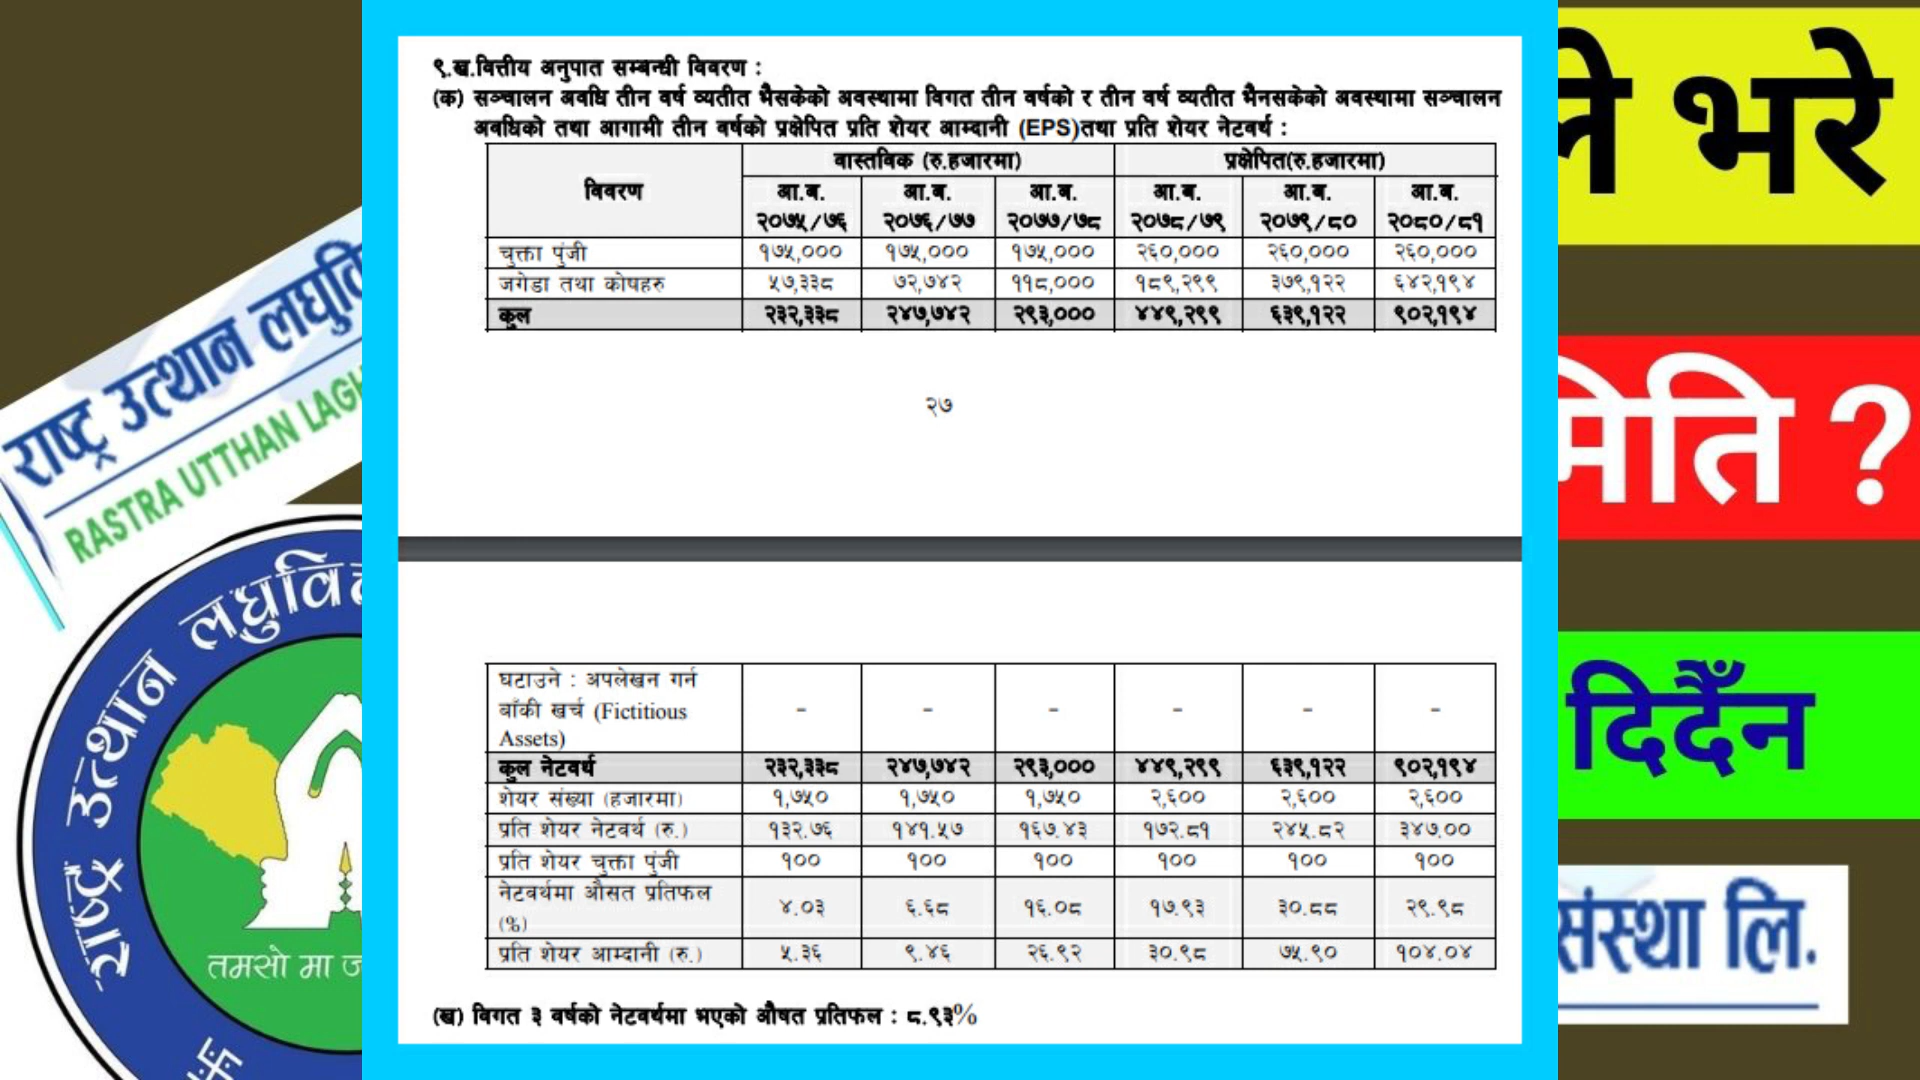 ९.ख.वित्तीय अनुपात सम्बन्धी विवरण :
(क) सञ्चालन अवधि तीन वर्ष व्यतीत भैसकेको अवस्थामा विगत तीन वर्षको र तीन वर्ष व्यतीत भैनसकेको अवस्थामा सञ्चालन
अवधिको तथा आगामी तीन वर्षको प्रक्षेपित प्रति शेयर आम्दानी (EPS)तथा प्रति शेयर नेटवर्थ :
विवरण वास्तविक (रु.हजारमा) प्रक्षेपित(रु.हजारमा)
आ.ब. आ.ब. आ.ब. आ.ब. आ.ब. आ.ब.
२०७५/७६ २०७६/७७ २०७७/७८ २०७८/७९ २०७९/८० २०८०/८१
चुक्ता पुंजी १७५,००० १७५,००० १७५,००० २६०,००० २६०,००० २६०,०००
जगेडा तथा कोषहरु ५७,३३८ ७२,७४२ ११८,००० १८९,२९९ ३७९,१२२ ६४२,१९४
कुल २३२,३३८ २४७,७४२ २९३,००० ४४९,२९९ ६३९,१२२ ९०२,१९४
२७
घटाउने : अपलेखन गर्न
बाँकी खर्च (Fictitious
Assets) - - - - - -
कुल नेटवर्थ २३२,३३८ २४७,७४२ २९३,००० ४४९,२९९ ६३९,१२२ ९०२,१९४
शेयर संख्या (हजारमा) १,७५० १,७५० १,७५० २,६०० २,६०० २,६००
प्रति शेयर नेटवर्थ (रु.) १३२.७६ १४१.५७ १६७.४३ १७२.८१ २४५.८२ ३४७.००
प्रति शेयर चुक्ता पुंजी १०० १०० १०० १०० १०० १००
नेटवर्थमा औसत प्रतिफल
(%) ४.०३ ६.६८ १६.०८ १७.९३ ३०.८८ २९.९८
प्रति शेयर आम्दानी (रु.) ५.३६ ९.४६ २६.९२ ३०.९८ ७५.९० १०४.०४
(ख) विगत ३ वर्षको नेटवर्थमा भएको औषत प्रतिफल : ८.९३%
राष्ट्र उत्थान लघुवि
RASTRA UTTHAN LAGH
राष्ट्र उत्थान लघुवि
तमसो मा ज
ले भरे
मिति ?
दिदैँन
संस्था लि.